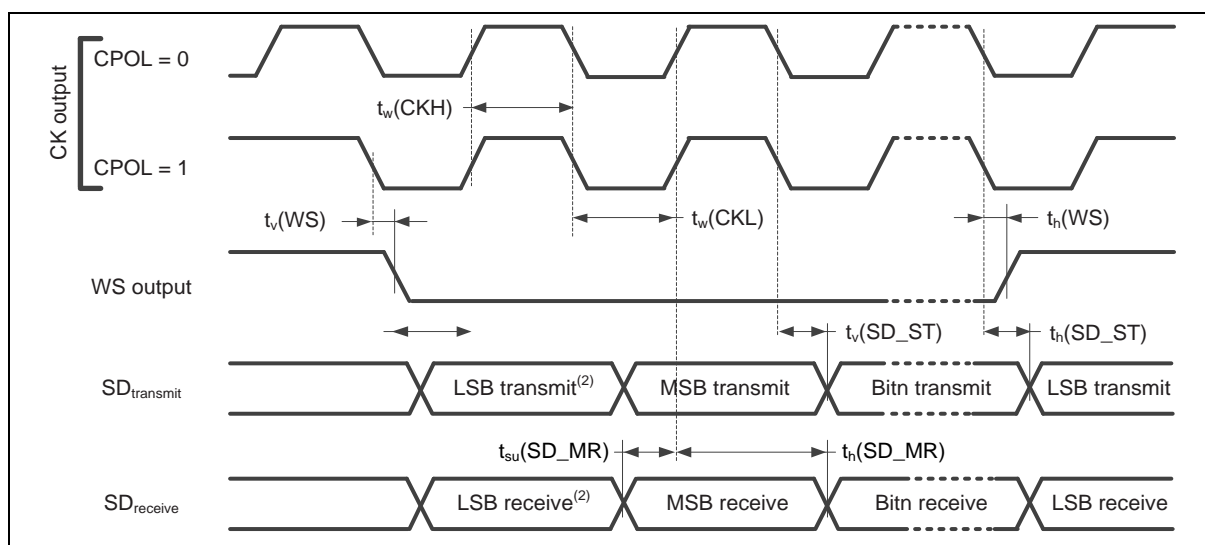 CK output
CPOL = 0
tw(CKH)
CPOL = 1
tv(WS)
tw(CKL)
th(WS)
WS output
tv(SD_ST)
th(SD_ST)
SDtransmit
LSB transmit(2)
MSB transmit
Bitn transmit
LSB transmit
tsu(SD_MR)
th(SD_MR)
SDreceive
LSB receive(2)
MSB receive
Bitn receive
LSB receive